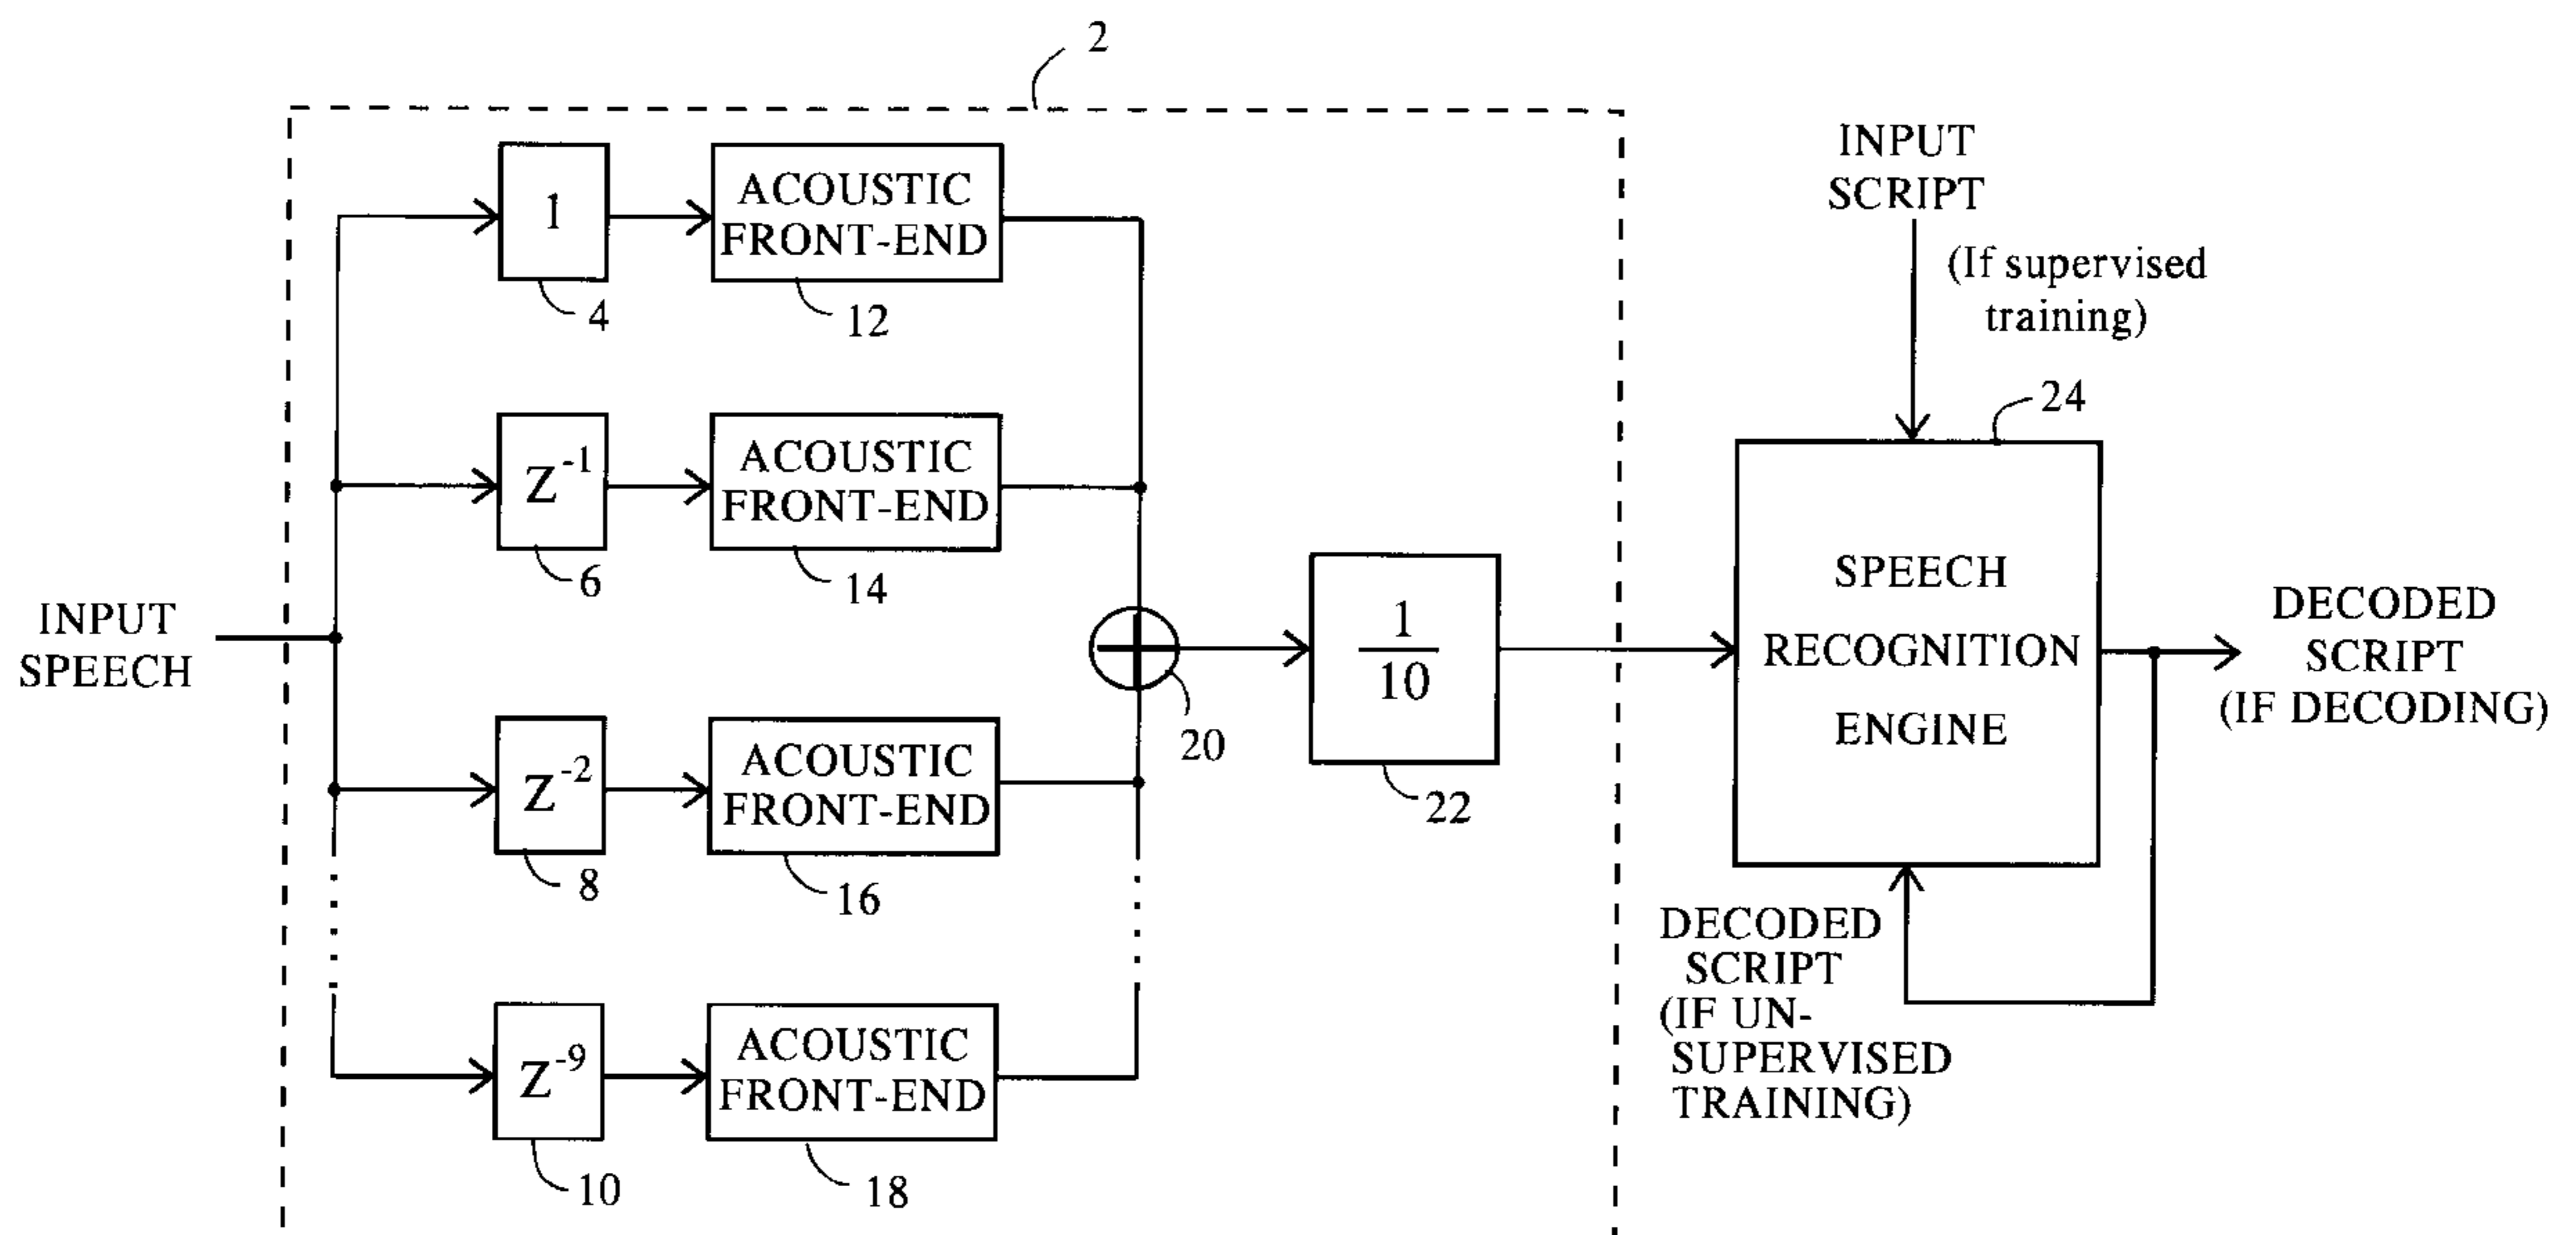 2
INPUT
SPEECH
1
4
ACOUSTIC
FRONT-END
12
Z⁻¹
6
ACOUSTIC
FRONT-END
14
Z⁻²
8
ACOUSTIC
FRONT-END
16
Z⁻⁹
10
ACOUSTIC
FRONT-END
18
20
1
10
22
INPUT
SCRIPT
(If supervised
training)
24
SPEECH
RECOGNITION
ENGINE
DECODED
SCRIPT
(IF DECODING)
DECODED
SCRIPT
(IF UN-
SUPERVISED
TRAINING)